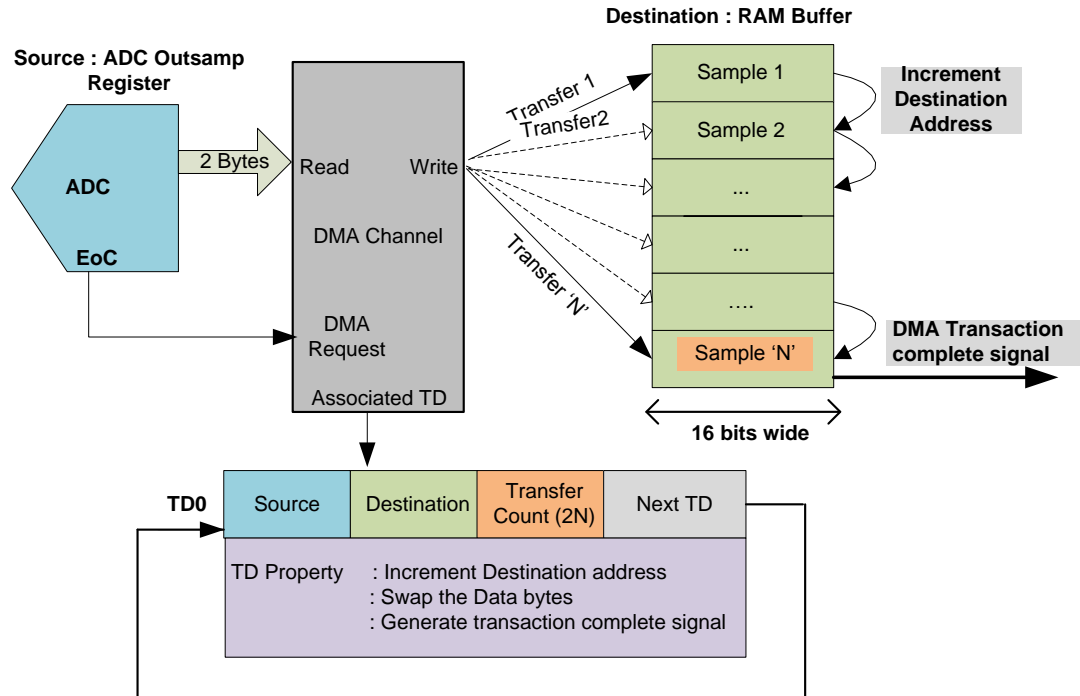 Destination : RAM Buffer
Source : ADC Outsamp
Register
ADC
EoC
2 Bytes
Read
Write
DMA Channel
DMA
Request
Associated TD
Transfer 1
Transfer2
Transfer ‘N’
Sample 1
Sample 2
...
...
....
Sample ‘N’
Increment
Destination
Address
DMA Transaction
complete signal
16 bits wide
TD0
Source
Destination
Transfer
Count (2N)
Next TD
TD Property : Increment Destination address
: Swap the Data bytes
: Generate transaction complete signal